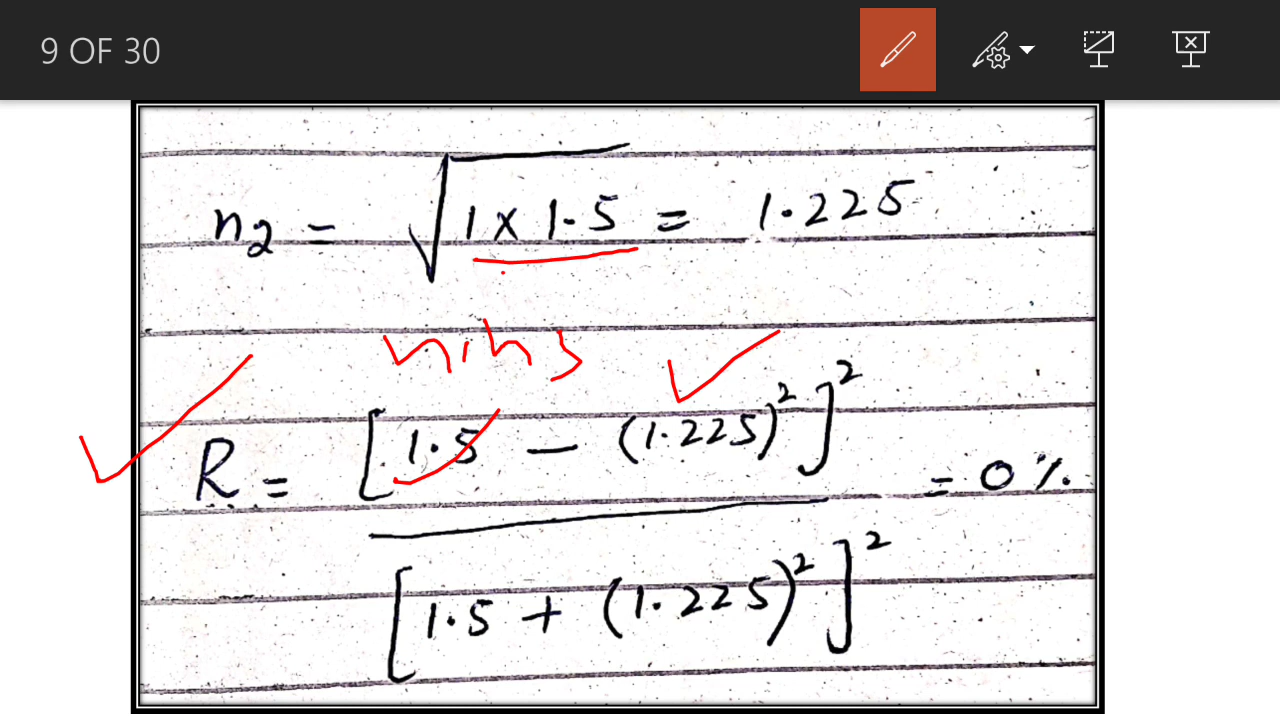 9 OF 30
n₂ = √(1 x 1.5) = 1.225
n1n3
R = [1.5 - (1.225)²]² / [1.5 + (1.225)²]² = 0%.